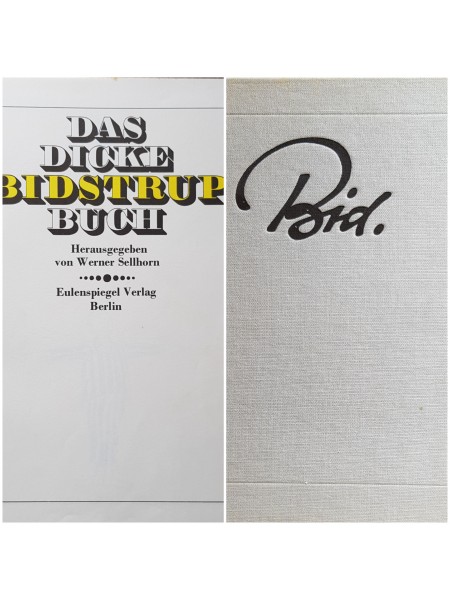 DAS
DICKE
BIDSTRUP
BUCH
Herausgegeben
von Werner Sellhorn
Eulenspiegel Verlag
Berlin
Bid.